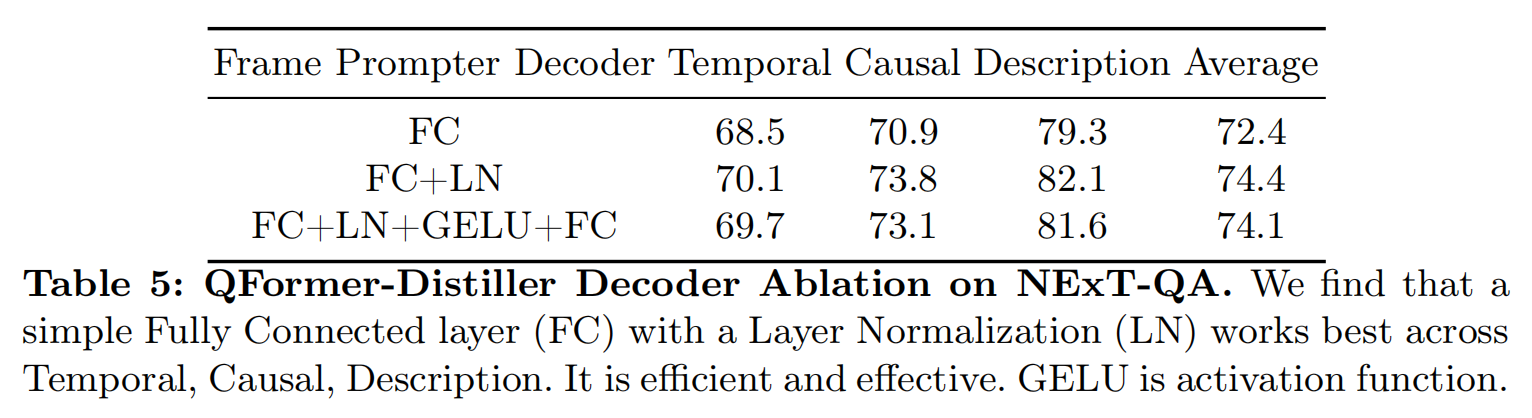 Frame Prompter Decoder Temporal Causal Description Average
FC 68.5 70.9 79.3 72.4
FC+LN 70.1 73.8 82.1 74.4
FC+LN+GELU+FC 69.7 73.1 81.6 74.1
Table 5: QFormer-Distiller Decoder Ablation on NExT-QA. We find that a
simple Fully Connected layer (FC) with a Layer Normalization (LN) works best across
Temporal, Causal, Description. It is efficient and effective. GELU is activation function.